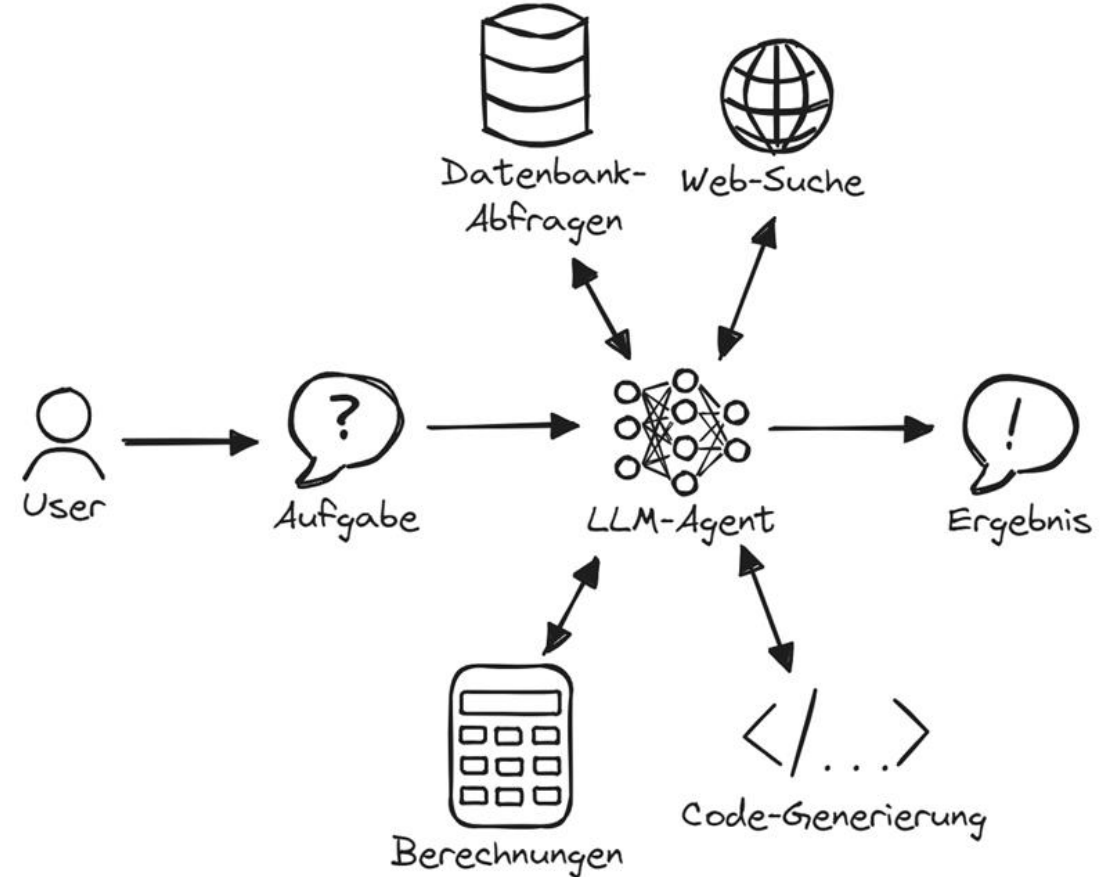 Datenbank-
Abfragen
Web-Suche
?
!
User
Aufgabe
LLM-Agent
Ergebnis
</...>
Berechnungen
Code-Generierung